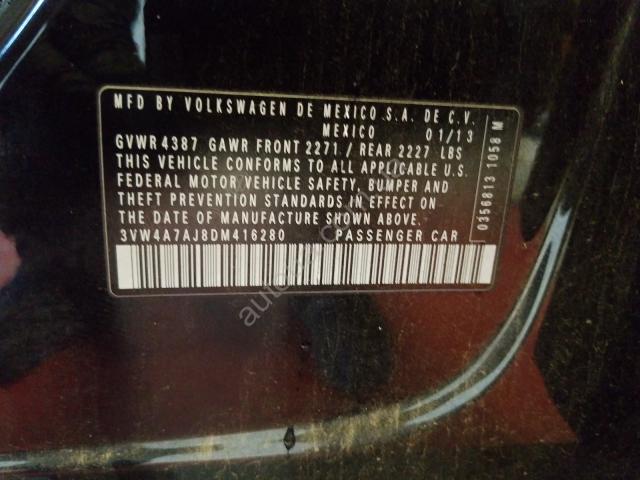 MFD BY VOLKSWAGEN DE MEXICO S.A. DE C.V.
MEXICO 01/13
GVWR 4387 GAWR FRONT 2271 / REAR 2227 LBS
THIS VEHICLE CONFORMS TO ALL APPLICABLE U.S.
FEDERAL MOTOR VEHICLE SAFETY, BUMPER AND
THEFT PREVENTION STANDARDS IN EFFECT ON
THE DATE OF MANUFACTURE SHOWN ABOVE.
3VW4A7AJ8DM416280 PASSENGER CAR
0356813 1058 M